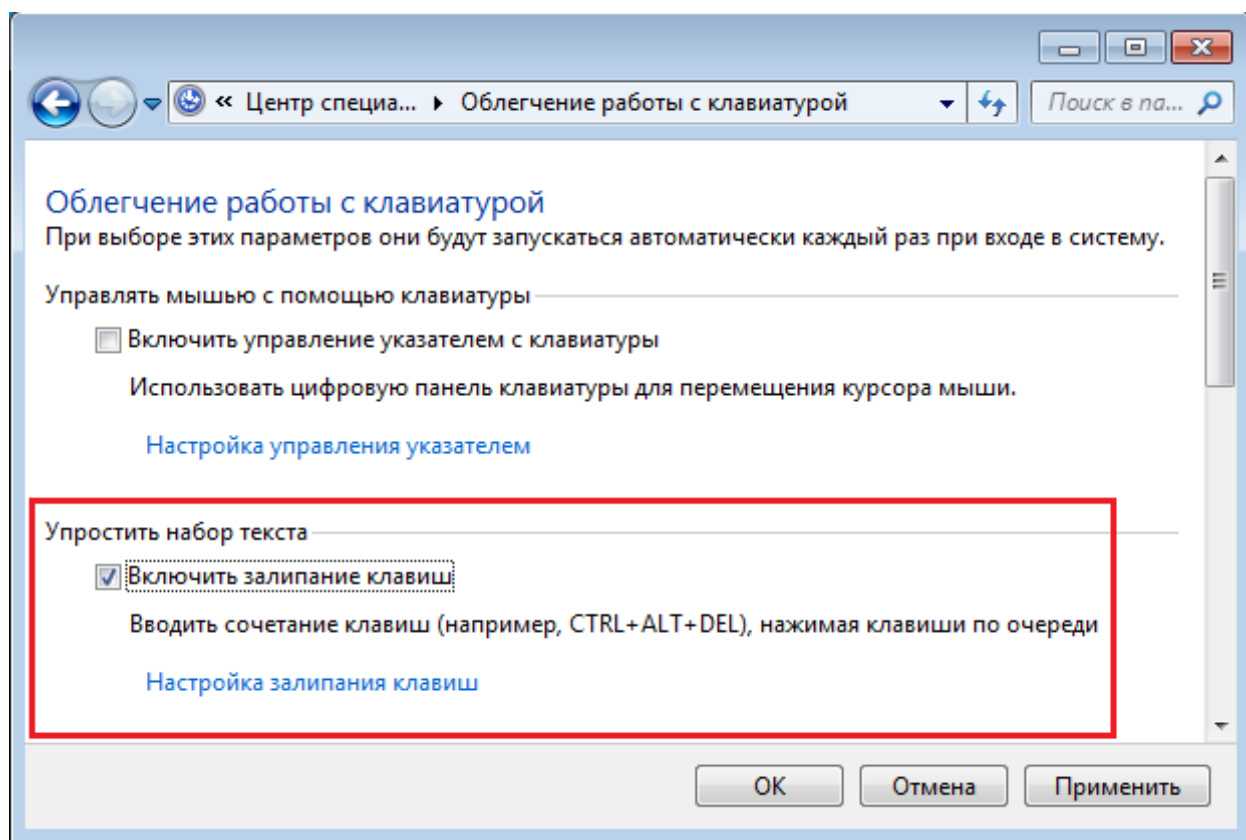 « Центр специа... ▸ Облегчение работы с клавиатурой
Поиск в па...
Облегчение работы с клавиатурой
При выборе этих параметров они будут запускаться автоматически каждый раз при входе в систему.
Управлять мышью с помощью клавиатуры
Включить управление указателем с клавиатуры
Использовать цифровую панель клавиатуры для перемещения курсора мыши.
Настройка управления указателем
Упростить набор текста
Включить залипание клавиш
Вводить сочетание клавиш (например, CTRL+ALT+DEL), нажимая клавиши по очереди
Настройка залипания клавиш
ОК
Отмена
Применить